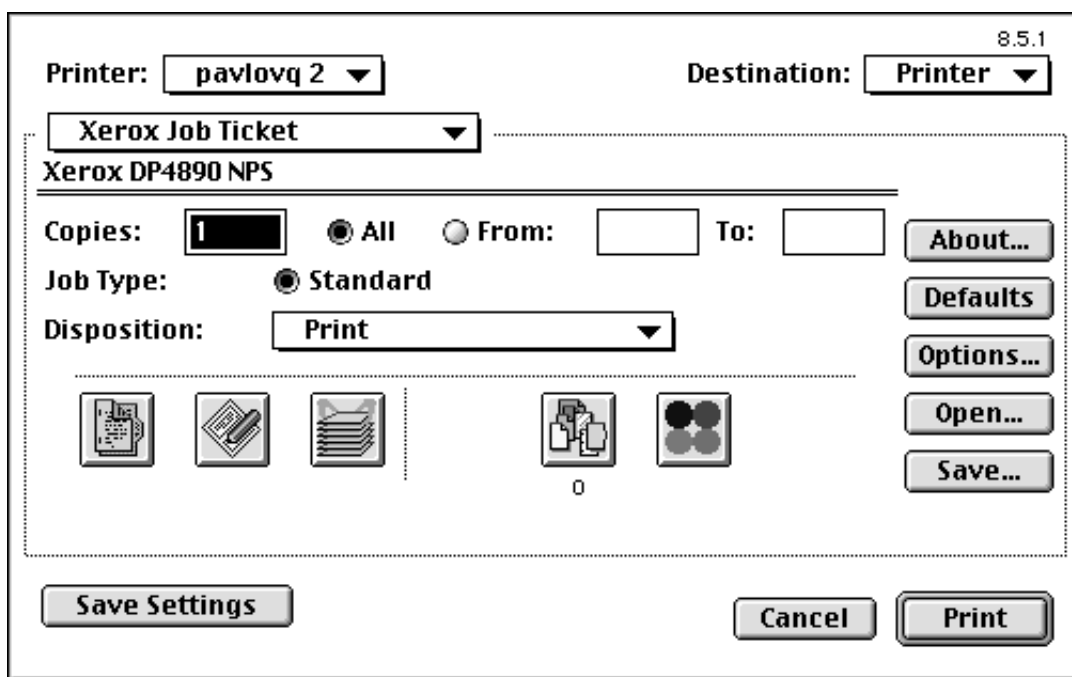 8.5.1
Printer: pavlovq 2 Destination: Printer
Xerox Job Ticket
Xerox DP4890 NPS
Copies: 1 All From: To:
About...
Job Type: Standard
Defaults
Disposition: Print
Options...
Open...
Save...
0
Save Settings
Cancel Print